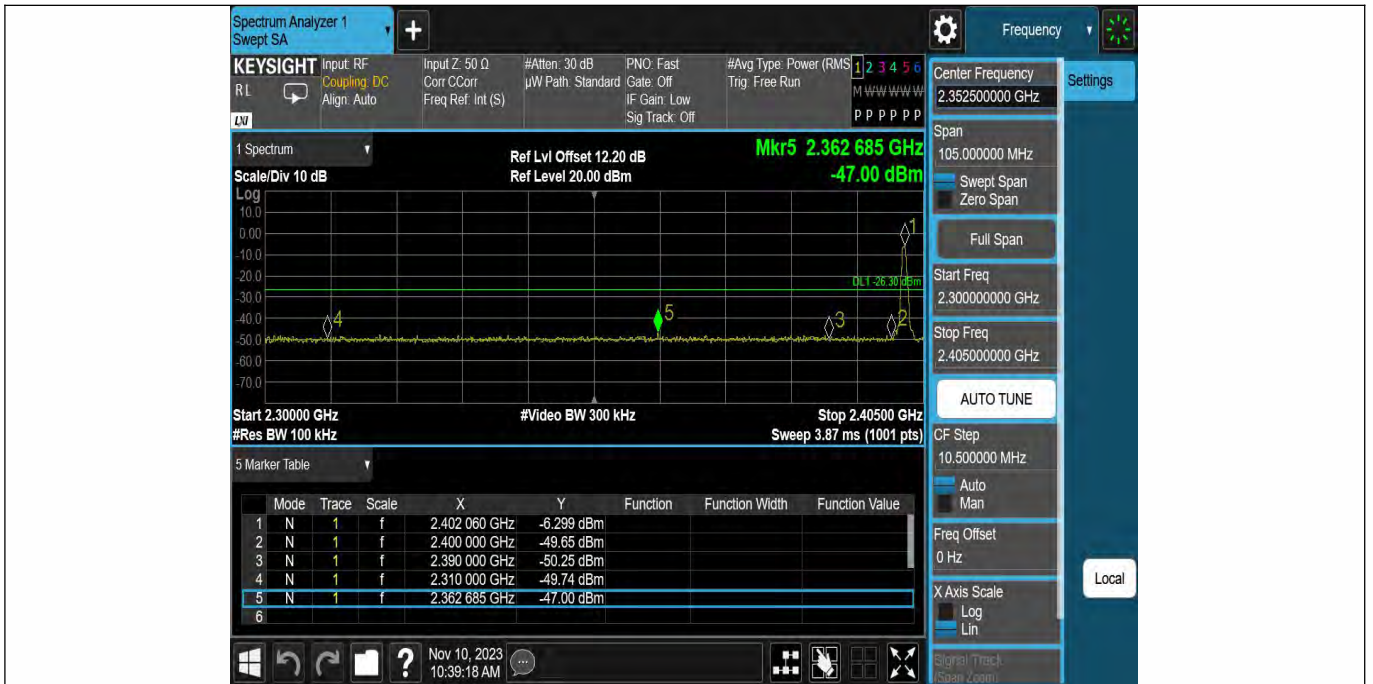 Spectrum Analyzer 1
Swept SA
+
Frequency
KEYSIGHT
RL
LXI
Input: RF
Coupling: DC
Align: Auto
Input Z: 50 Ω
Corr CCorr
Freq Ref: Int (S)
#Atten: 30 dB
µW Path: Standard
PNO: Fast
Gate: Off
IF Gain: Low
Sig Track: Off
#Avg Type: Power (RMS
Trig: Free Run
1 2 3 4 5 6
M W W W W W
P P P P P P
Center Frequency
2.352500000 GHz
Settings
Span
105.000000 MHz
Swept Span
Zero Span
Full Span
Start Freq
2.300000000 GHz
Stop Freq
2.405000000 GHz
AUTO TUNE
CF Step
10.500000 MHz
Auto
Man
Freq Offset
0 Hz
X Axis Scale
Log
Lin
Signal Track
(Span Zoom)
Local
1 Spectrum
Scale/Div 10 dB
Ref Lvl Offset 12.20 dB
Ref Level 20.00 dBm
Mkr5 2.362 685 GHz
-47.00 dBm
Log
10.0
0.00
-10.0
-20.0
-30.0
-40.0
-50.0
-60.0
-70.0
1
DL1 -26.30 dBm
4
5
3
2
Start 2.30000 GHz
#Video BW 300 kHz
Stop 2.40500 GHz
#Res BW 100 kHz
Sweep 3.87 ms (1001 pts)
5 Marker Table
Mode Trace Scale X Y Function Function Width Function Value
1 N 1 f 2.402 060 GHz -6.299 dBm
2 N 1 f 2.400 000 GHz -49.65 dBm
3 N 1 f 2.390 000 GHz -50.25 dBm
4 N 1 f 2.310 000 GHz -49.74 dBm
5 N 1 f 2.362 685 GHz -47.00 dBm
6
?
Nov 10, 2023
10:39:18 AM